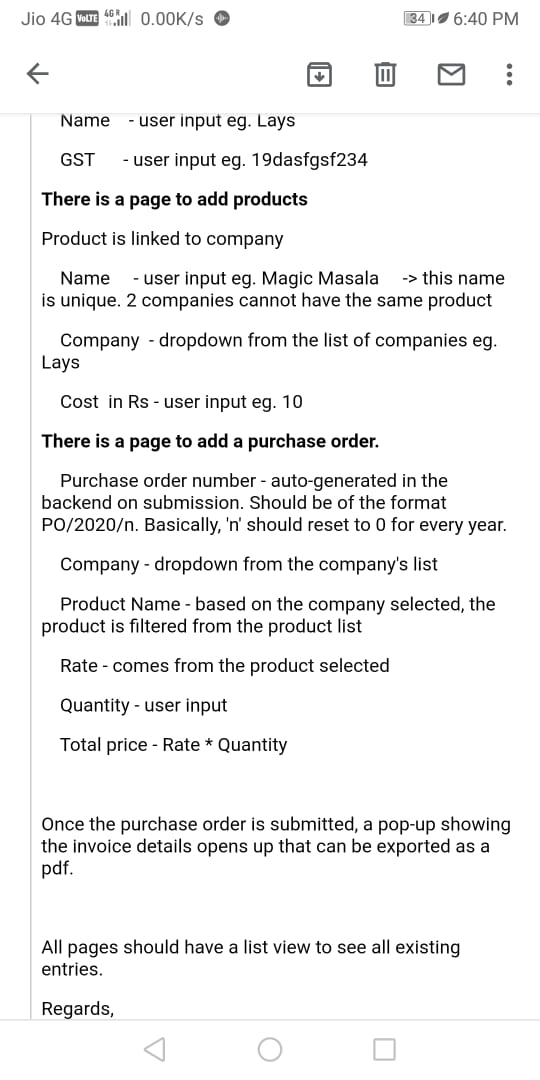 Jio 4G VoLTE 4G R 0.00K/s 34 6:40 PM
Name - user input eg. Lays
GST - user input eg. 19dasfgsf234
There is a page to add products
Product is linked to company
Name - user input eg. Magic Masala -> this name
is unique. 2 companies cannot have the same product
Company - dropdown from the list of companies eg.
Lays
Cost in Rs - user input eg. 10
There is a page to add a purchase order.
Purchase order number - auto-generated in the
backend on submission. Should be of the format
PO/2020/n. Basically, 'n' should reset to 0 for every year.
Company - dropdown from the company's list
Product Name - based on the company selected, the
product is filtered from the product list
Rate - comes from the product selected
Quantity - user input
Total price - Rate * Quantity
Once the purchase order is submitted, a pop-up showing
the invoice details opens up that can be exported as a
pdf.
All pages should have a list view to see all existing
entries.
Regards,